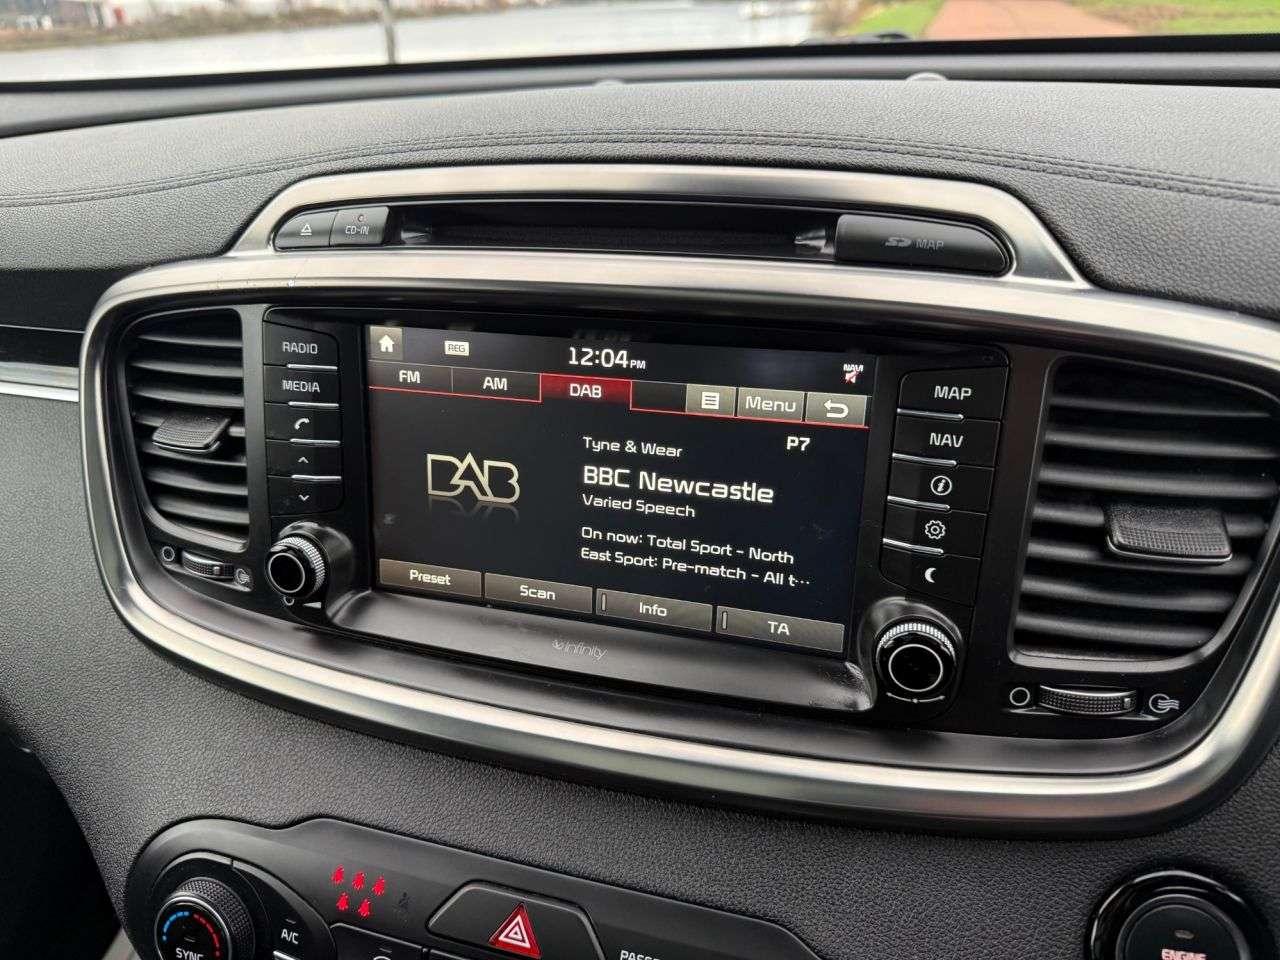 CD-IN
SD MAP
RADIO
MEDIA
REG
12:04PM
NAVI
FM
AM
DAB
Menu
MAP
NAV
Tyne & Wear
P7
DAB
BBC Newcastle
Varied Speech
On now: Total Sport - North
East Sport: Pre-match - All t...
Preset
Scan
Info
TA
infinity
A/C
SYNC
PASSE
ENGINE